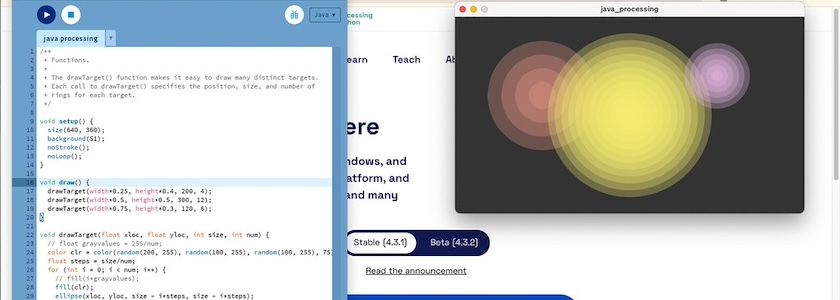 Java ▾
java processing
/**
* Functions.
*
* The drawTarget() function makes it easy to draw many distinct targets.
* Each call to drawTarget() specifies the position, size, and number of
* rings for each target.
*/
void setup() {
size(640, 360);
background(51);
noStroke();
noLoop();
}
void draw() {
drawTarget(width*0.25, height*0.4, 200, 4);
drawTarget(width*0.5, height*0.5, 300, 12);
drawTarget(width*0.75, height*0.3, 120, 6);
}
void drawTarget(float xloc, float yloc, int size, int num) {
// float grayvalues = 255/num;
color clr = color(random(200, 255), random(100, 255), random(100, 255), 75)
float steps = size/num;
for (int i = 0; i < num; i++) {
// fill(i*grayvalues);
fill(clr);
ellipse(xloc, yloc, size - i*steps, size - i*steps);
1
2
3
4
5
6
7
8
9
10
11
12
13
14
15
16
17
18
19
20
21
22
23
24
25
26
27
28
29
cessing
hon
earn
Teach
Ab
ere
ndows, and
atform, and
and many
Stable (4.3.1)
Beta (4.3.2)
Read the announcement
java_processing